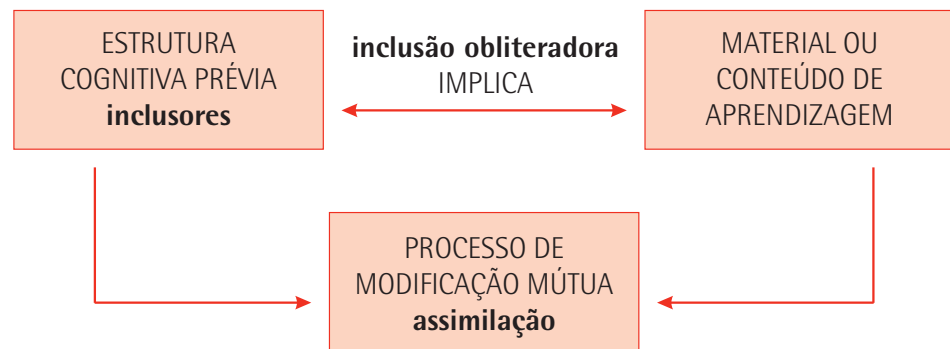 ESTRUTURA
COGNITIVA PRÉVIA
inclusores
inclusão obliteradora
IMPLICA
MATERIAL OU
CONTEÚDO DE
APRENDIZAGEM
PROCESSO DE
MODIFICAÇÃO MÚTUA
assimilação